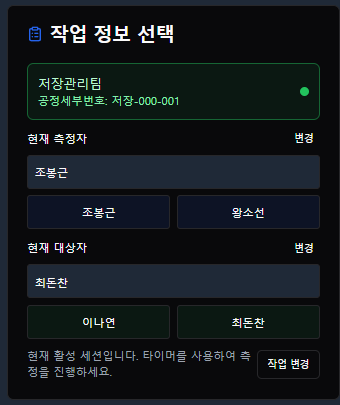 작업 정보 선택
저장관리팀
공정세부번호: 저장-000-001
현재 측정자 변경
조봉근
조봉근 왕소선
현재 대상자 변경
최돈찬
이나연 최돈찬
현재 활성 세션입니다. 타이머를 사용하여 측
정을 진행하세요.
작업 변경